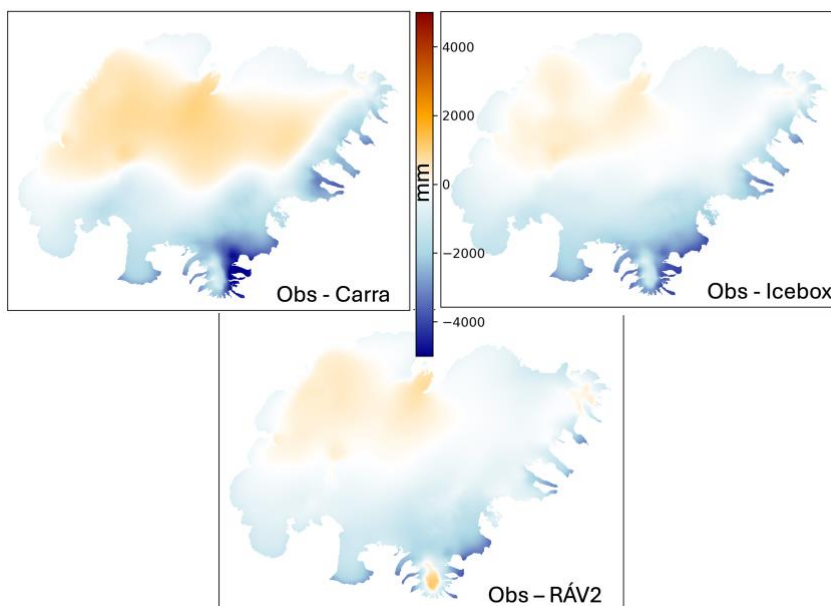 4000
2000
0
−2000
−4000
mm
Obs - Carra
Obs - Icebox
Obs – RÁV2